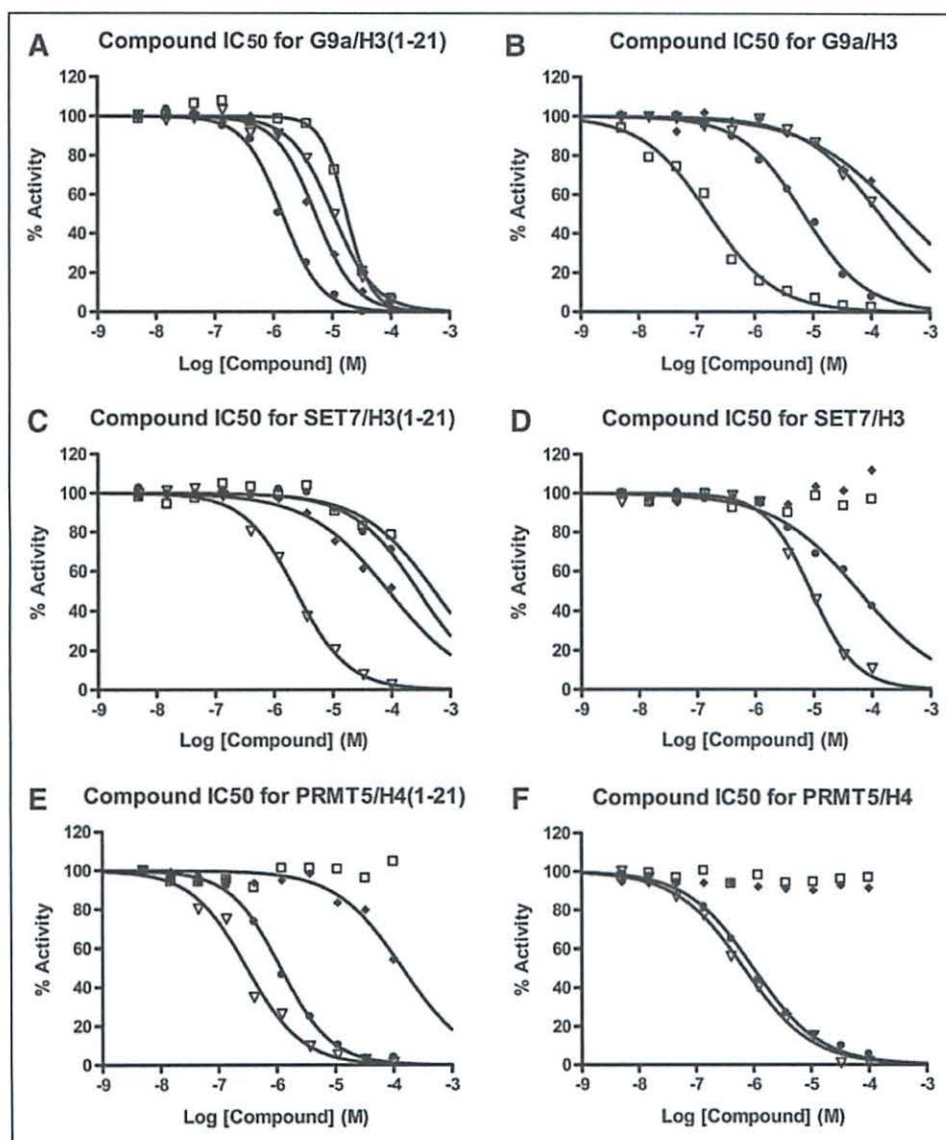 A Compound IC50 for G9a/H3(1-21)
120
100
80
60
40
20
0
% Activity
-9 -8 -7 -6 -5 -4 -3
Log [Compound] (M)
B Compound IC50 for G9a/H3
120
100
80
60
40
20
0
% Activity
-9 -8 -7 -6 -5 -4 -3
Log [Compound] (M)
C Compound IC50 for SET7/H3(1-21)
120
100
80
60
40
20
0
% Activity
-9 -8 -7 -6 -5 -4 -3
Log [Compound] (M)
D Compound IC50 for SET7/H3
120
100
80
60
40
20
0
% Activity
-9 -8 -7 -6 -5 -4 -3
Log [Compound] (M)
E Compound IC50 for PRMT5/H4(1-21)
120
100
80
60
40
20
0
% Activity
-9 -8 -7 -6 -5 -4 -3
Log [Compound] (M)
F Compound IC50 for PRMT5/H4
120
100
80
60
40
20
0
% Activity
-9 -8 -7 -6 -5 -4 -3
Log [Compound] (M)